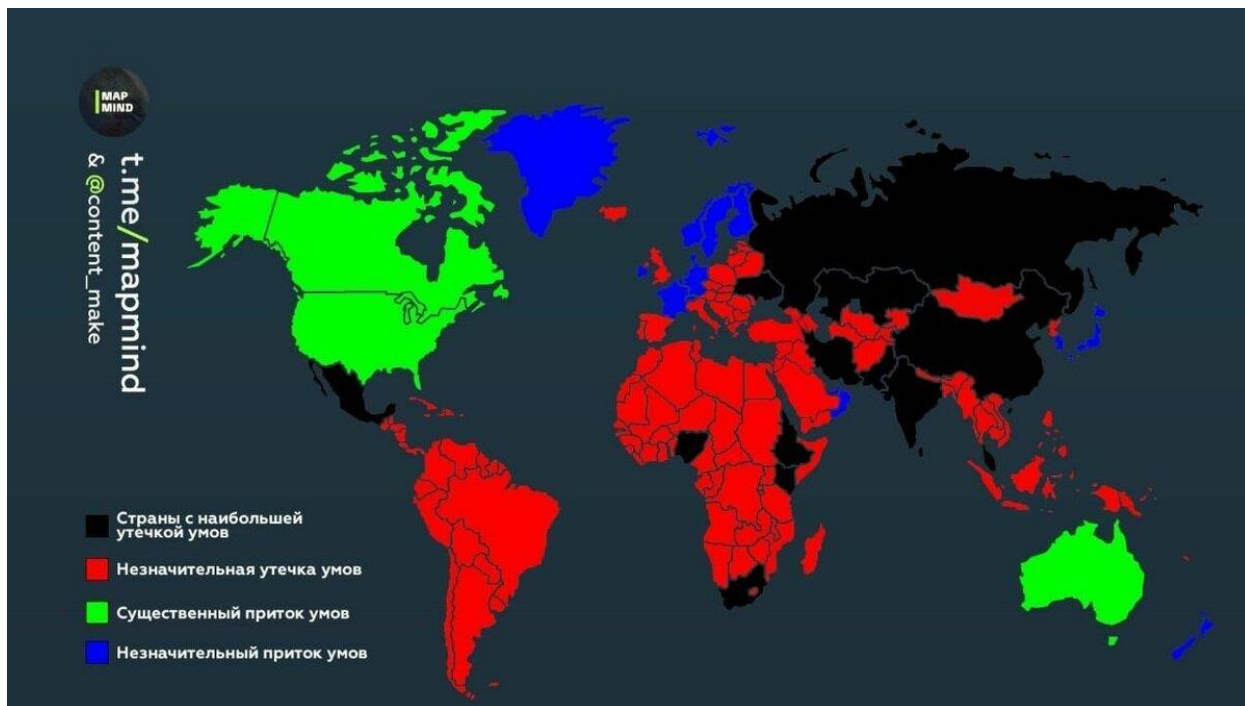 MAP
MIND
t.me/mapmind
& @content_make
Страны с наибольшей
утечкой умов
Незначительная утечка умов
Существенный приток умов
Незначительный приток умов